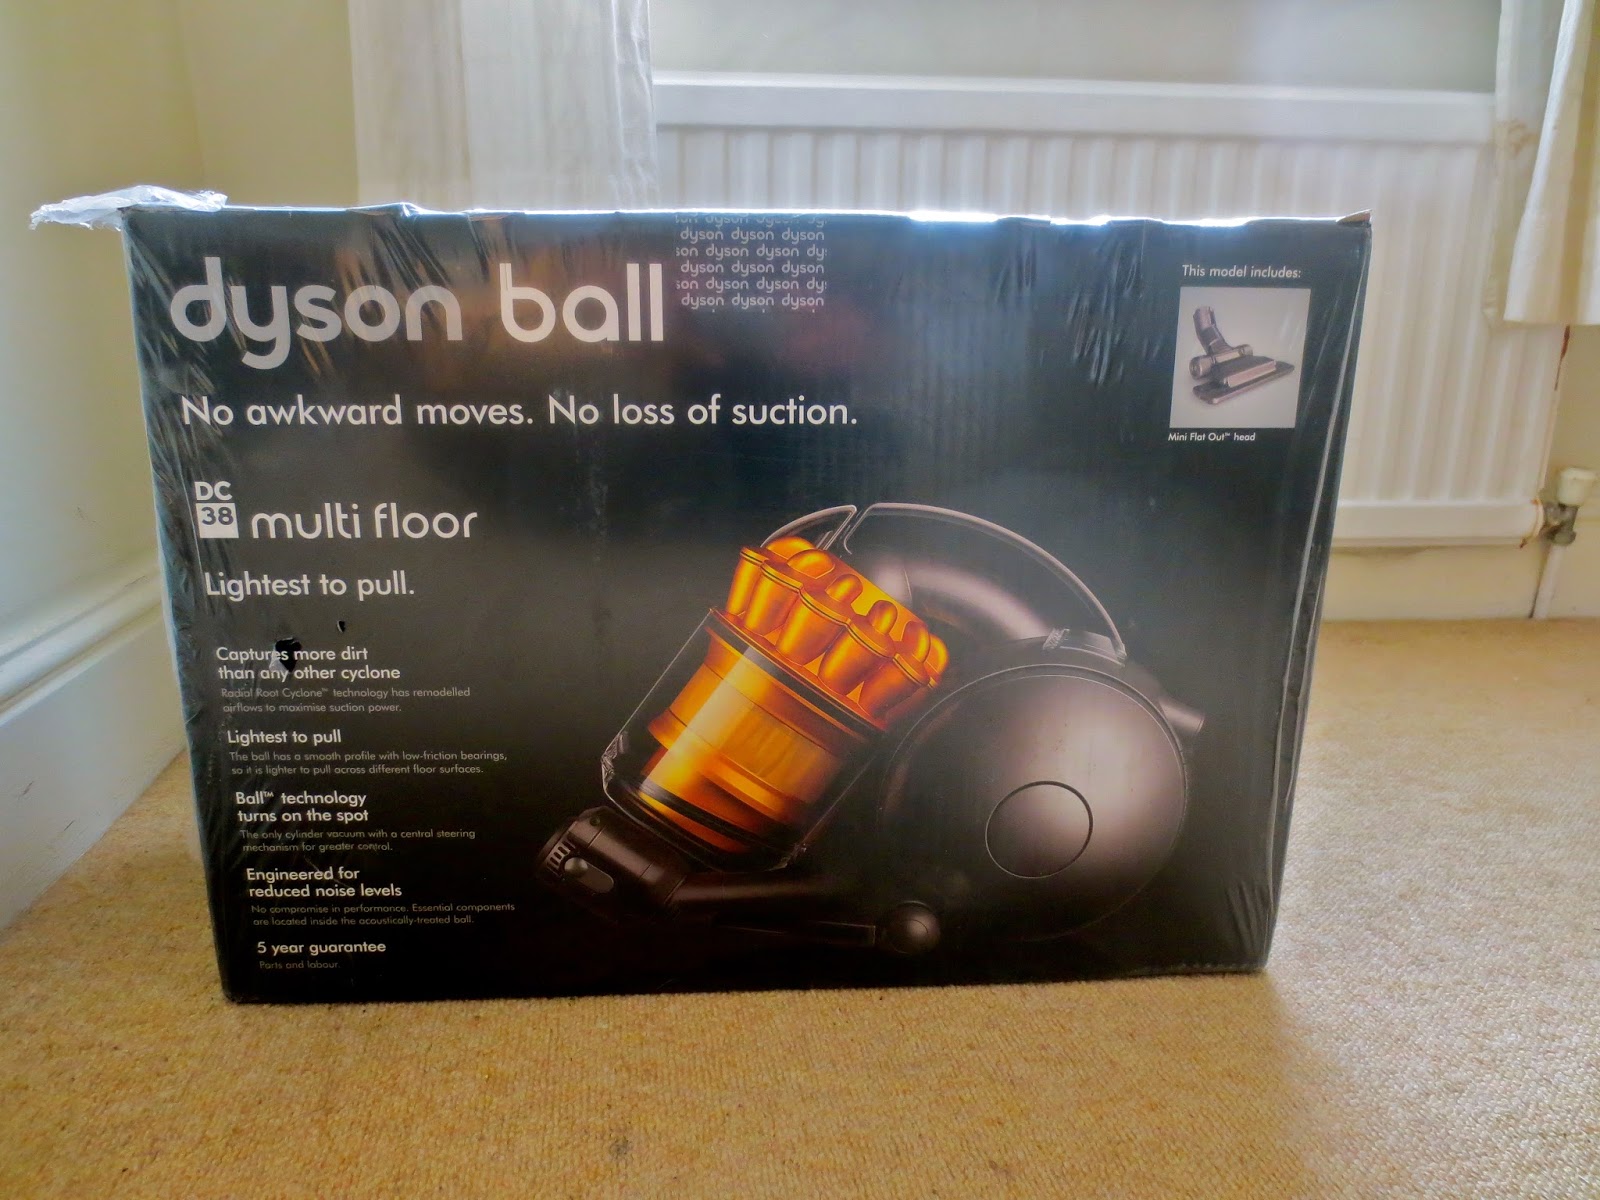 dyson dyson dyson
son dyson dyson dy
dyson dyson dyson
son dyson dyson dy
dyson dyson dyson
dyson ball
This model includes:
Mini Flat Out™ head
No awkward moves. No loss of suction.
DC
38
multi floor
Lightest to pull.
Captures more dirt
than any other cyclone
Radial Root Cyclone™ technology has remodelled
airflows to maximise suction power.
Lightest to pull
The ball has a smooth profile with low-friction bearings,
so it is lighter to pull across different floor surfaces.
Ball™ technology
turns on the spot
The only cylinder vacuum with a central steering
mechanism for greater control.
Engineered for
reduced noise levels
No compromise in performance. Essential components
are located inside the acoustically-treated ball.
5 year guarantee
Parts and labour.